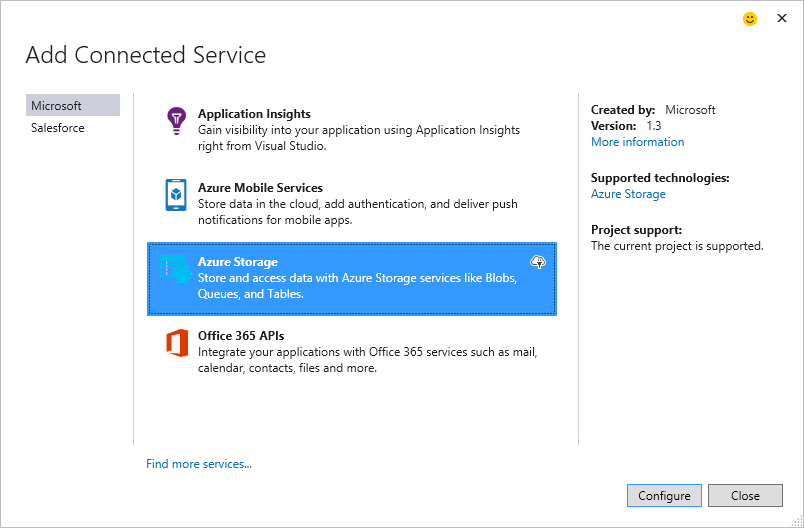 Add Connected Service
Microsoft
Salesforce
Application Insights
Gain visibility into your application using Application Insights
right from Visual Studio.
Azure Mobile Services
Store data in the cloud, add authentication, and deliver push
notifications for mobile apps.
Azure Storage
Store and access data with Azure Storage services like Blobs,
Queues, and Tables.
Office 365 APIs
Integrate your applications with Office 365 services such as mail,
calendar, contacts, files and more.
Find more services...
Created by: Microsoft
Version: 1.3
More information
Supported technologies:
Azure Storage
Project support:
The current project is supported.
Configure
Close